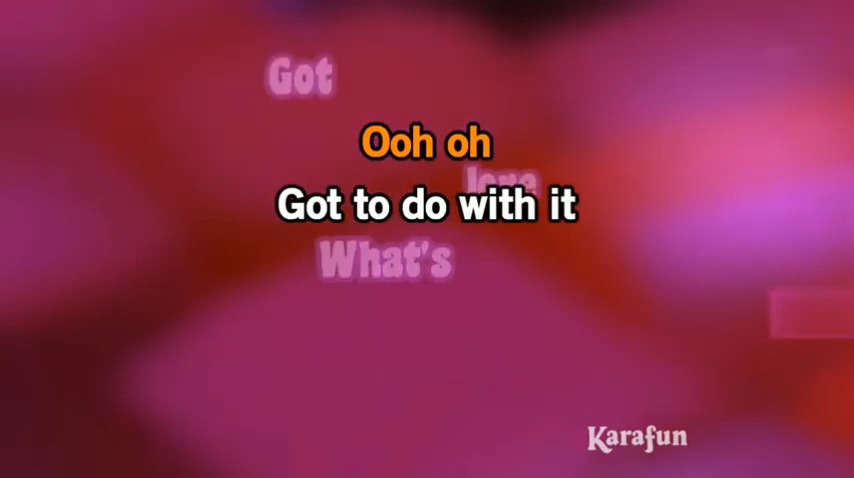 Got
Ooh oh
Got to do with it
What's
Karafun